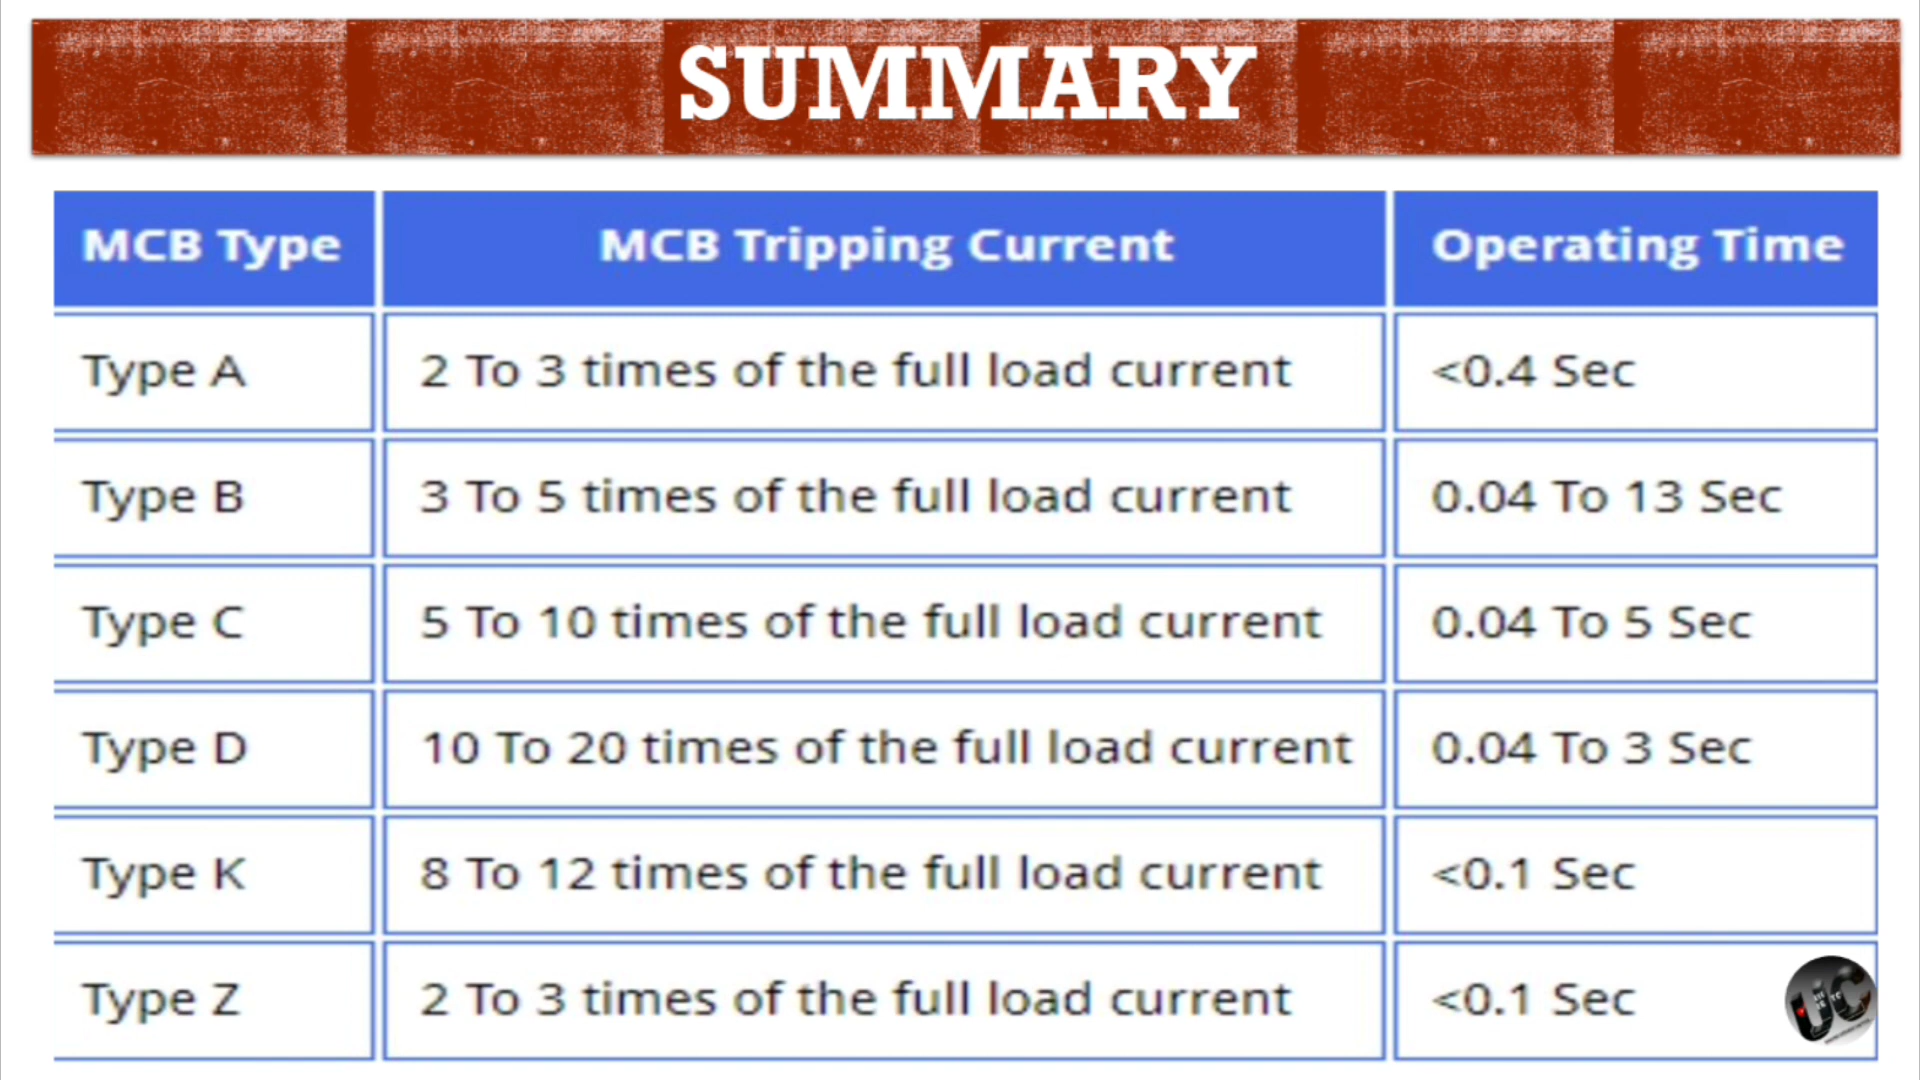 SUMMARY
MCB Type MCB Tripping Current Operating Time
Type A 2 To 3 times of the full load current <0.4 Sec
Type B 3 To 5 times of the full load current 0.04 To 13 Sec
Type C 5 To 10 times of the full load current 0.04 To 5 Sec
Type D 10 To 20 times of the full load current 0.04 To 3 Sec
Type K 8 To 12 times of the full load current <0.1 Sec
Type Z 2 To 3 times of the full load current <0.1 Sec